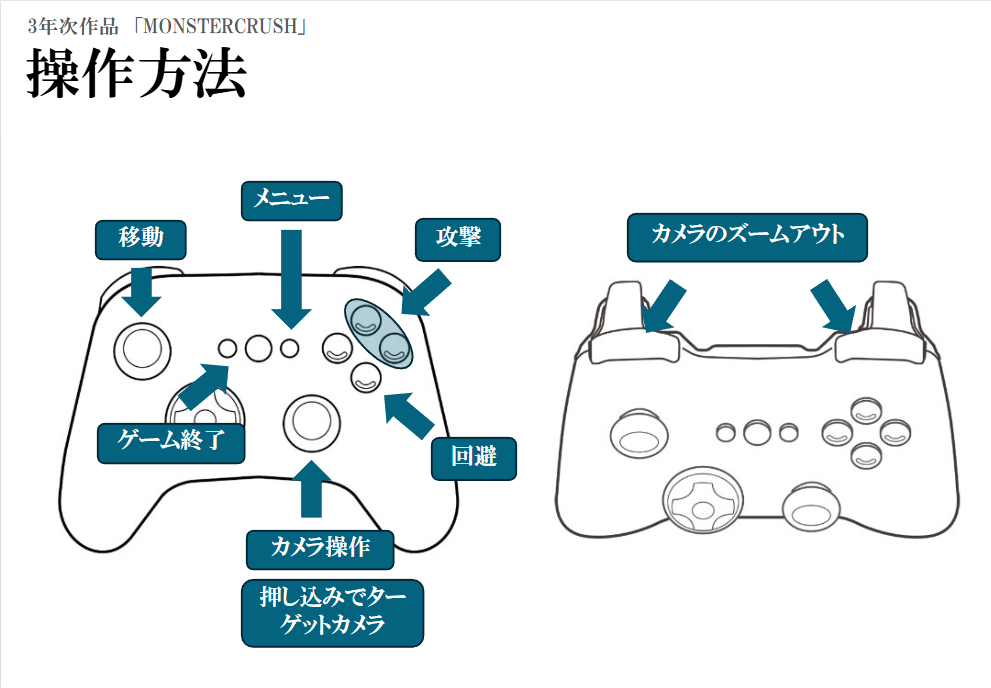 3年次作品 「MONSTERCRUSH」
操作方法
メニュー
移動
攻撃
カメラのズームアウト
ゲーム終了
回避
カメラ操作
押し込みでター
ゲットカメラ